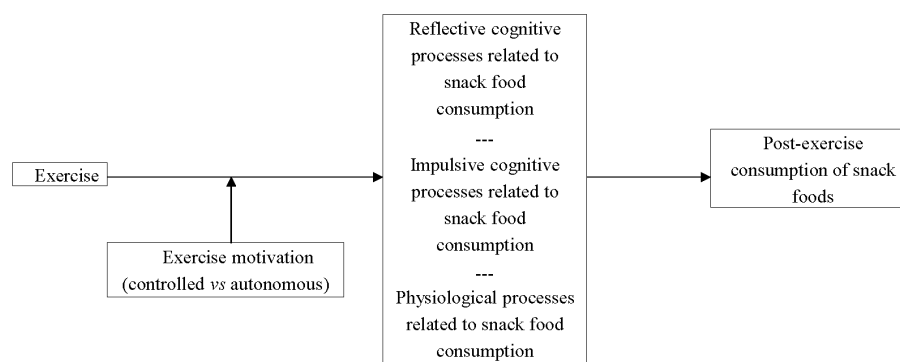 Exercise
Exercise motivation
(controlled vs autonomous)
Reflective cognitive
processes related to
snack food
consumption
---
Impulsive cognitive
processes related to
snack food
consumption
---
Physiological processes
related to snack food
consumption
Post-exercise
consumption of snack
foods